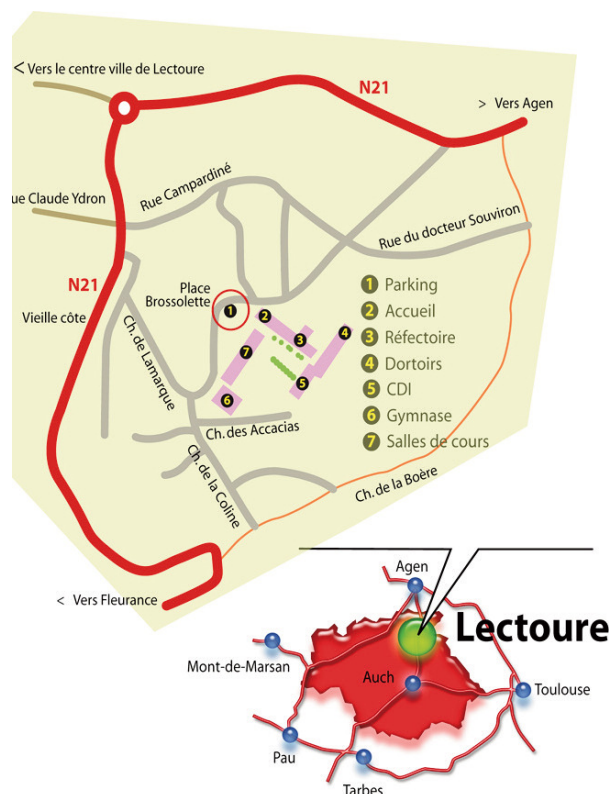 < Vers le centre ville de Lectoure
N21
> Vers Agen
ue Claude Ydron
Rue Campardiné
Rue du docteur Souviron
N21
Place
Brossolette
Vieille côte
Ch. de Lamarque
1
2
3
4
5
6
7
1 Parking
2 Accueil
3 Réfectoire
4 Dortoirs
5 CDI
6 Gymnase
7 Salles de cours
Ch. des Accacias
Ch. de la Coline
Ch. de la Boère
< Vers Fleurance
Agen
Lectoure
Mont-de-Marsan
Auch
Toulouse
Pau
Tarbes